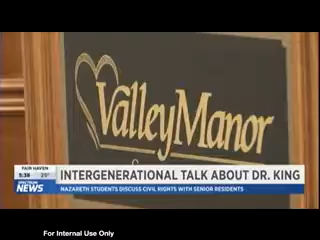 ValleyManor
FAIR HAVEN
5:38 29°
INTERGENERATIONAL TALK ABOUT DR. KING
SPECTRUM
NEWS
NAZARETH STUDENTS DISCUSS CIVIL RIGHTS WITH SENIOR RESIDENTS
For Internal Use Only